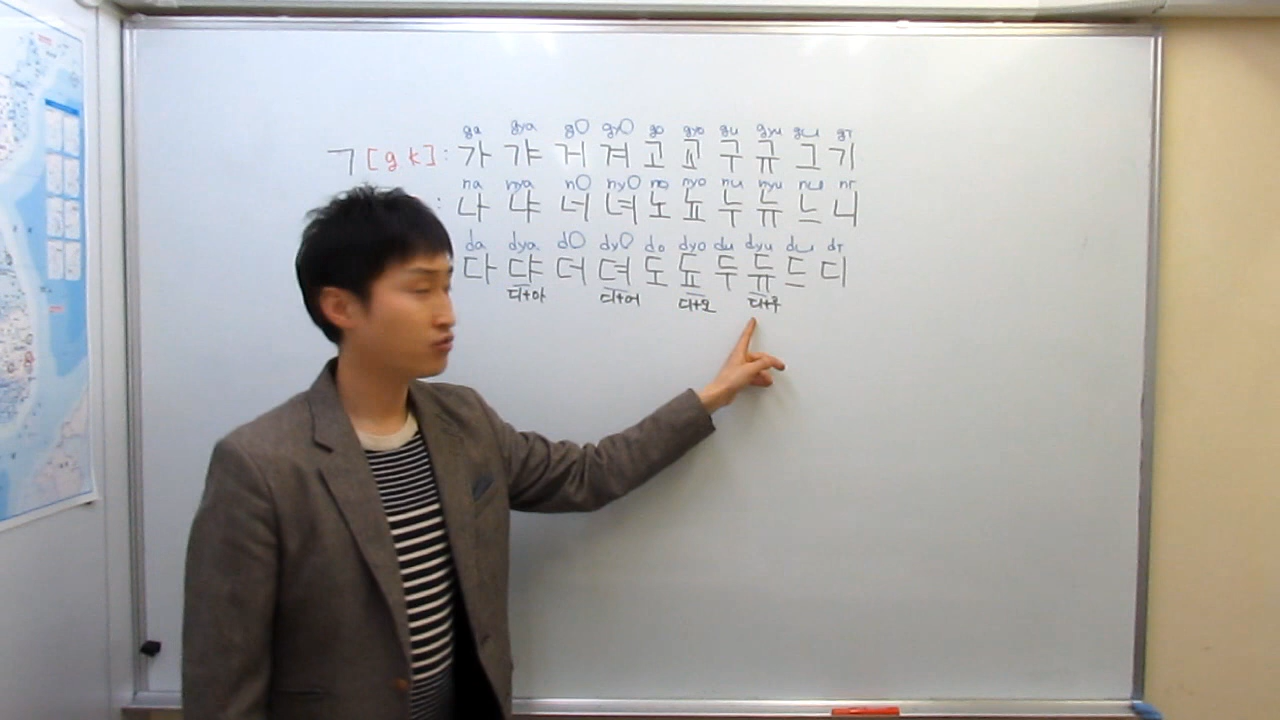 ga gya gO gyO go gyo gu gyu gш gI
ㄱ [g k] : 가 갸 거 겨 고 교 구 규 그 기
na nya nO nyO no nyo nu nyu nш nI
: 나 냐 너 녀 노 뇨 누 뉴 느 니
da dya dO dyO do dyo du dyu dш dI
다 댜 더 뎌 도 됴 두 듀 드 디
디+아 디+어 디+오 디+우